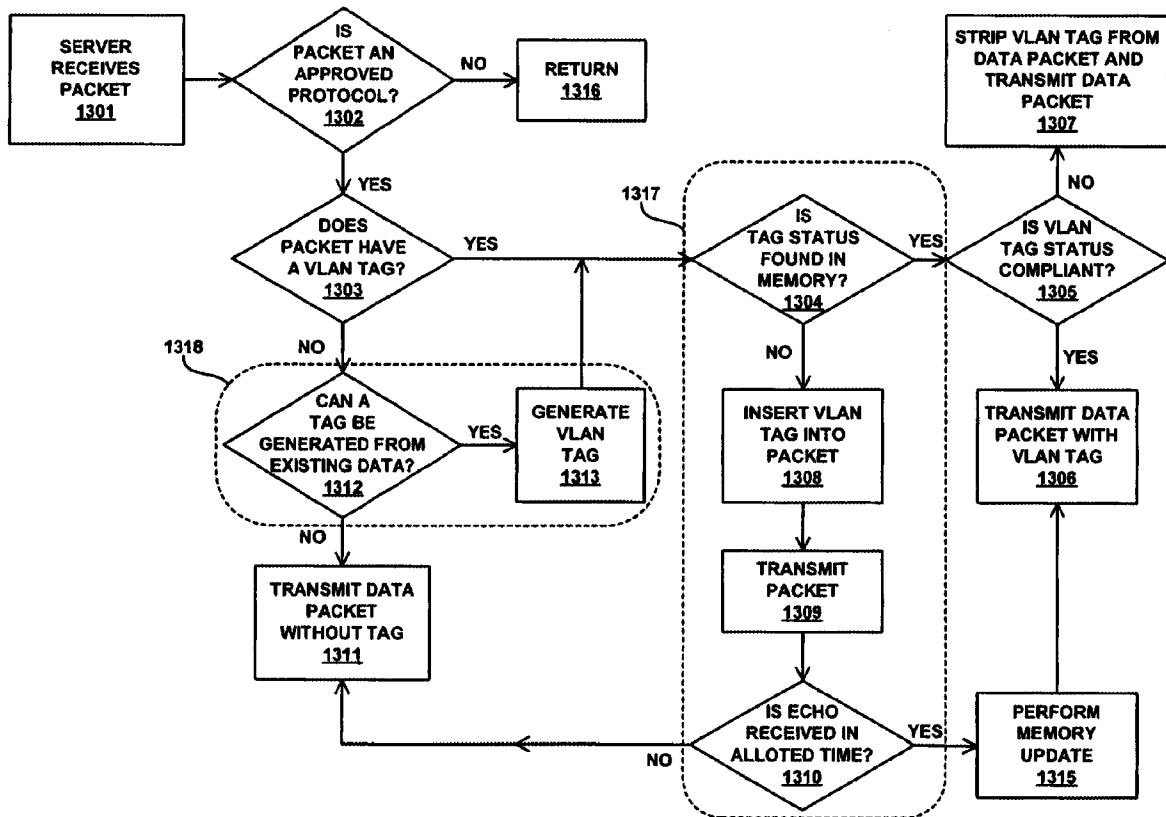 SERVER
RECEIVES
PACKET
1301
IS
PACKET AN
APPROVED
PROTOCOL?
1302
NO
RETURN
1316
STRIP VLAN TAG FROM
DATA PACKET AND
TRANSMIT DATA
PACKET
1307
YES
NO
1317
DOES
PACKET HAVE
A VLAN TAG?
1303
YES
IS
TAG STATUS
FOUND IN
MEMORY?
1304
YES
IS VLAN
TAG STATUS
COMPLIANT?
1305
NO
NO
YES
1318
CAN A
TAG BE
GENERATED FROM
EXISTING DATA?
1312
YES
GENERATE
VLAN
TAG
1313
INSERT VLAN
TAG INTO
PACKET
1308
TRANSMIT DATA
PACKET WITH
VLAN TAG
1306
NO
TRANSMIT DATA
PACKET
WITHOUT TAG
1311
TRANSMIT
PACKET
1309
IS ECHO
RECEIVED IN
ALLOTED TIME?
1310
NO
YES
PERFORM
MEMORY
UPDATE
1315